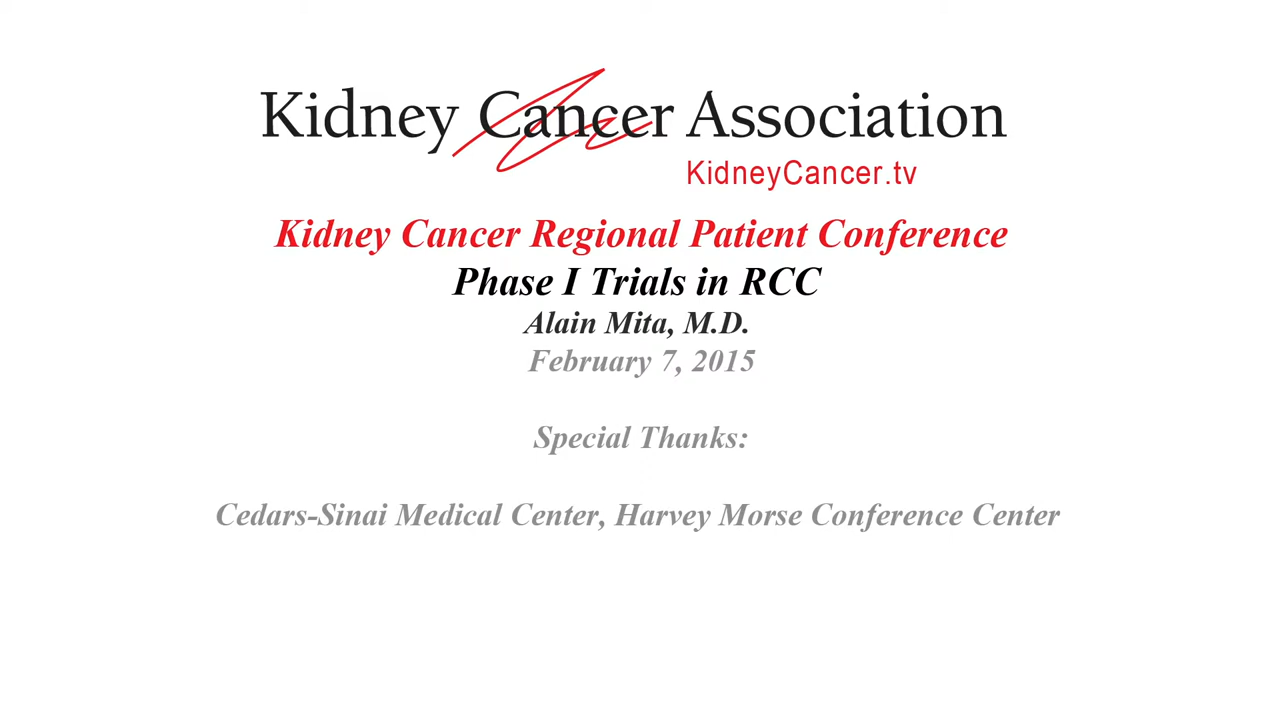 Kidney Cancer Association
KidneyCancer.tv
Kidney Cancer Regional Patient Conference
Phase I Trials in RCC
Alain Mita, M.D.
February 7, 2015
Special Thanks:
Cedars-Sinai Medical Center, Harvey Morse Conference Center